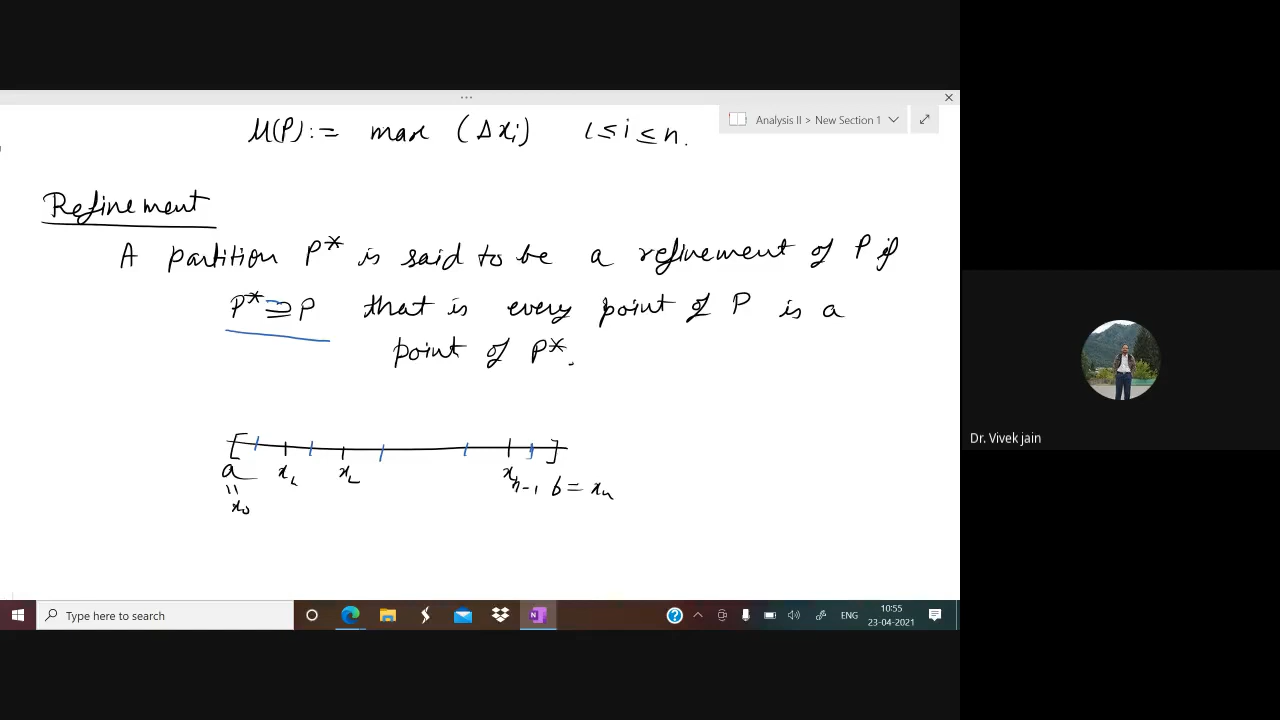 μ(P) := max (Δxi) 1 ≤ i ≤ n.
Analysis II > New Section 1
Refinement
A partition P* is said to be a refinement of P if
P* ⊇ P that is every point of P is a
point of P*.
[ ]
a x1 x2 xn-1 b = xn
=
x0
Dr. Vivek jain
Type here to search
ENG
10:55
23-04-2021